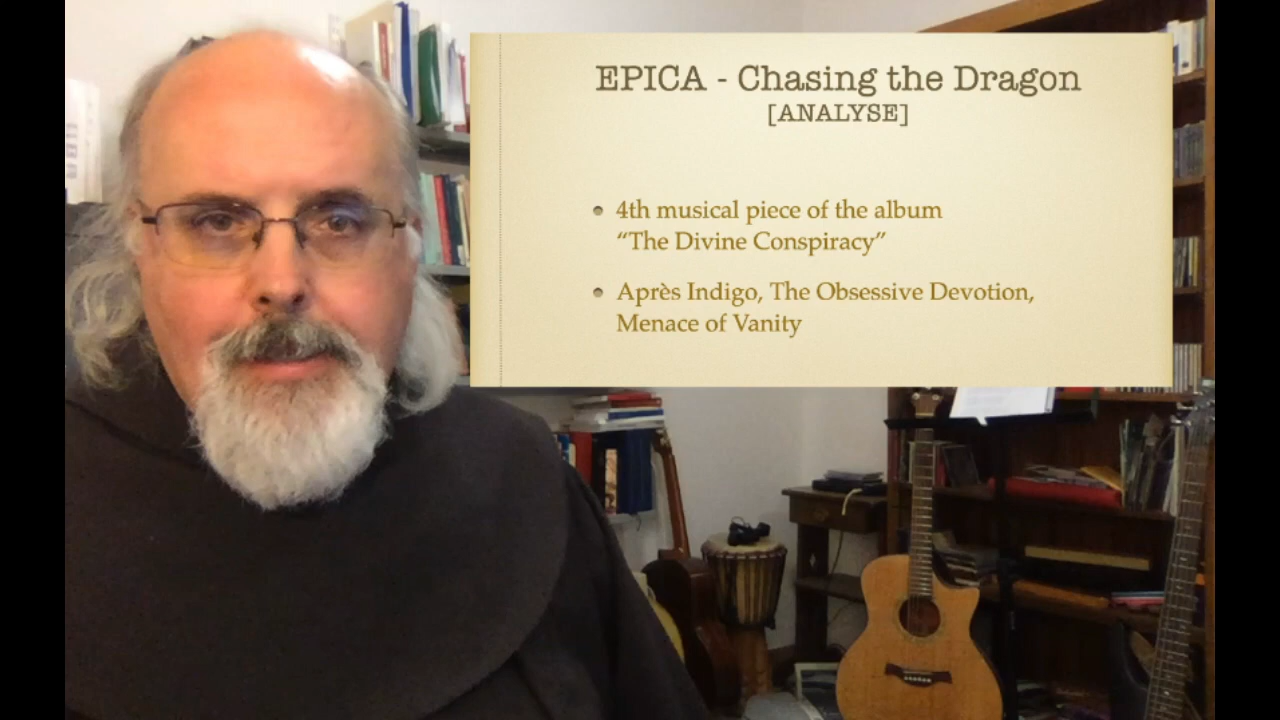 EPICA - Chasing the Dragon
[ANALYSE]
• 4th musical piece of the album
“The Divine Conspiracy”
• Après Indigo, The Obsessive Devotion,
Menace of Vanity